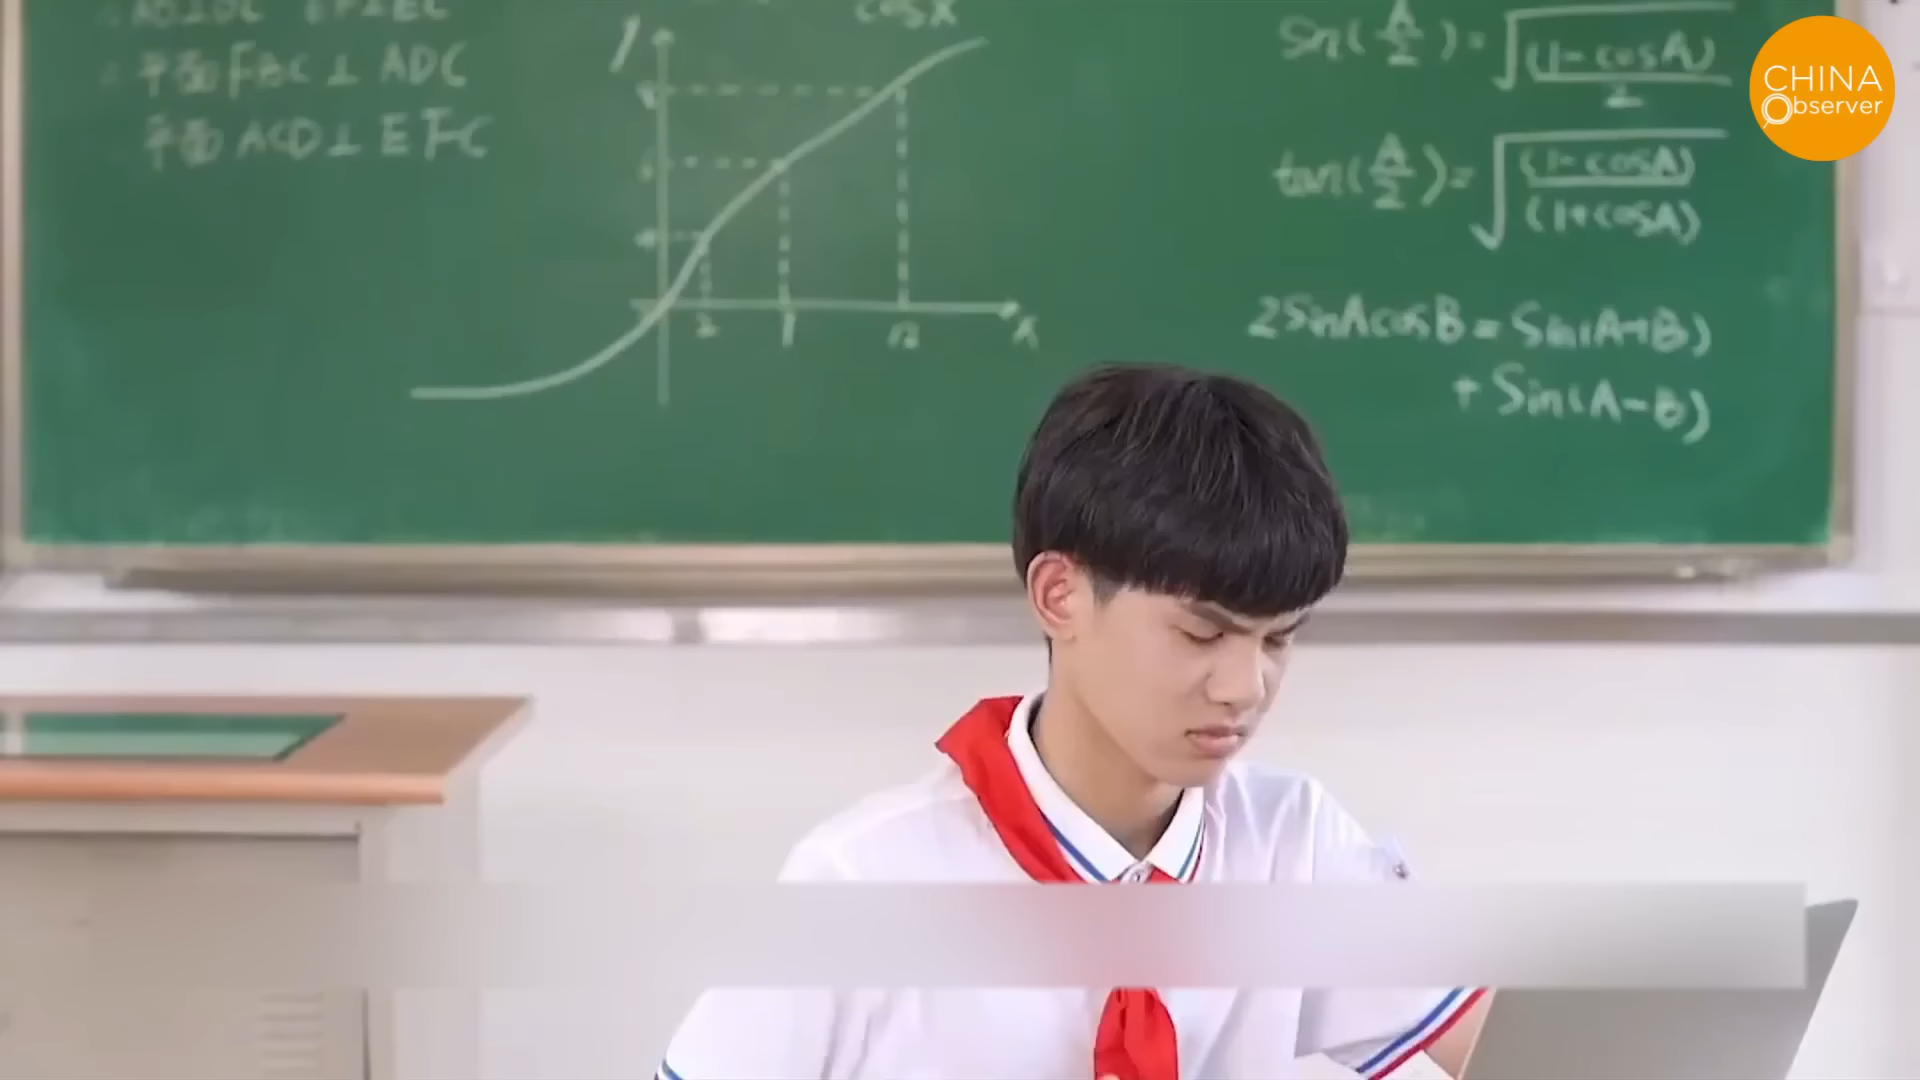 平面FBC⊥ADC
平面ACD⊥EFC
y
cosx
x
sin(A/2)=√((1-cosA)/2)
tan(A/2)=√((1-cosA)/(1+cosA))
2sinAcosB=Sin(A+B)
+Sin(A-B)
CHINA
Observer